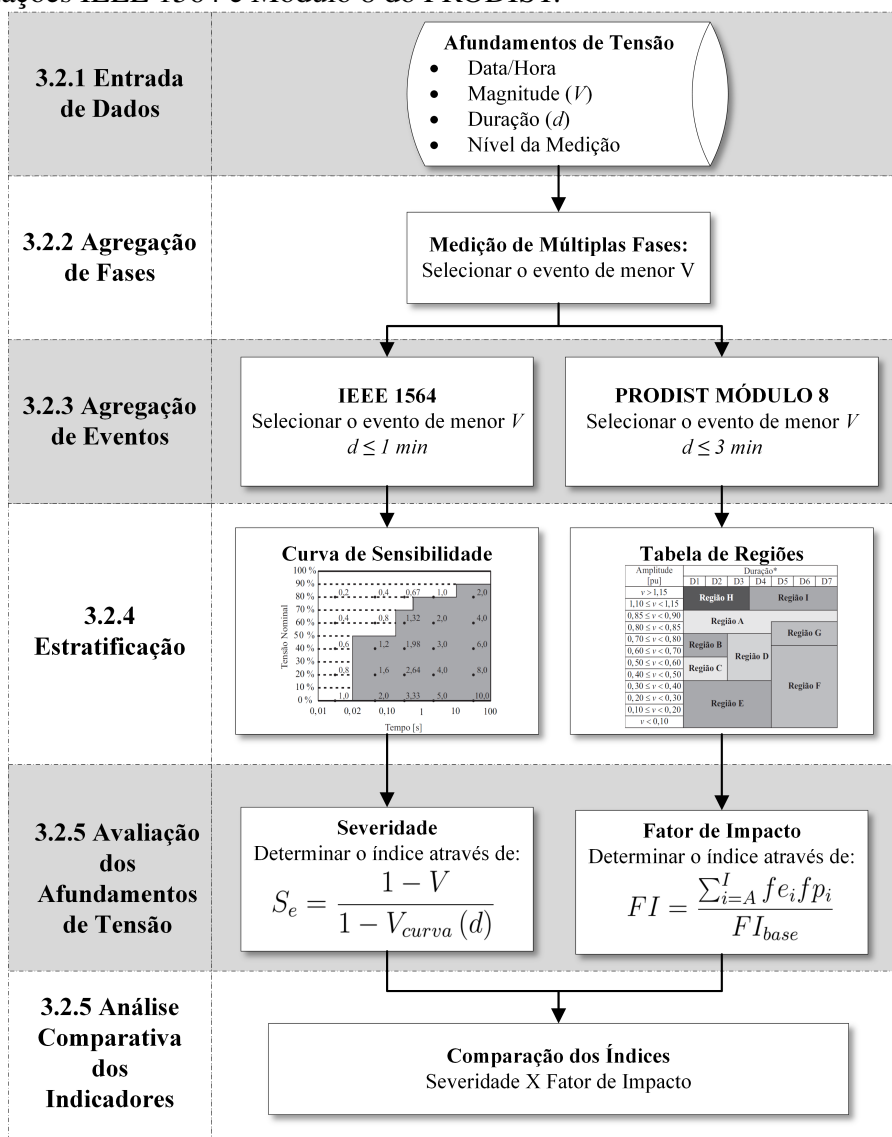 3.2.1 Entrada
de Dados
Afundamentos de Tensão
• Data/Hora
• Magnitude (V)
• Duração (d)
• Nível da Medição
3.2.2 Agregação
de Fases
Medição de Múltiplas Fases:
Selecionar o evento de menor V
3.2.3 Agregação
de Eventos
IEEE 1564
Selecionar o evento de menor V
d ≤ 1 min
PRODIST MÓDULO 8
Selecionar o evento de menor V
d ≤ 3 min
3.2.4
Estratificação
Curva de Sensibilidade
Tensão Nominal
100 %
90 %
80 % 0,2 0,4 0,67 1,0 2,0
70 %
60 % 0,4 0,8 1,32 2,0 4,0
50 %
40 % 0,6 1,2 1,98 3,0 6,0
30 %
20 % 0,8 1,6 2,64 4,0 8,0
10 %
0 % 1,0 2,0 3,33 5,0 10,0
0,01 0,02 0,10 1 10 100
Tempo [s]
Tabela de Regiões
Amplitude Duração*
[pu] D1 D2 D3 D4 D5 D6 D7
v > 1,15
1,10 ≤ v < 1,15
0,85 ≤ v < 0,90
0,80 ≤ v < 0,85
0,70 ≤ v < 0,80
0,60 ≤ v < 0,70
0,50 ≤ v < 0,60
0,40 ≤ v < 0,50
0,30 ≤ v < 0,40
0,20 ≤ v < 0,30
0,10 ≤ v < 0,20
v < 0,10
Região H
Região I
Região A
Região G
Região B
Região D
Região C
Região F
Região E
3.2.5 Avaliação
dos
Afundamentos
de Tensão
Severidade
Determinar o índice através de:
S_e = (1 − V) / (1 − V_curva (d))
Fator de Impacto
Determinar o índice através de:
FI = (∑_{i=A}^{I} fe_i fp_i) / FI_base
3.2.5 Análise
Comparativa
dos
Indicadores
Comparação dos Índices
Severidade X Fator de Impacto